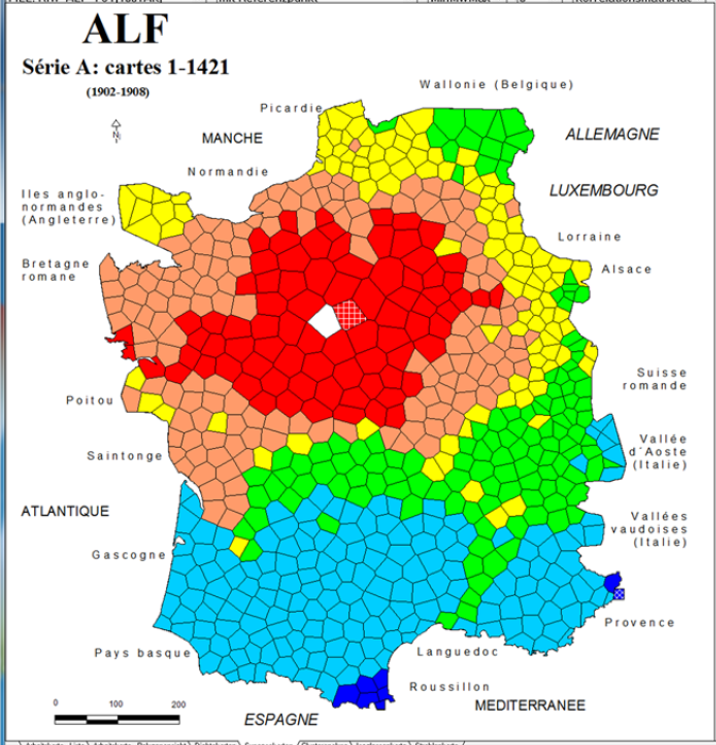 ALF
Série A: cartes 1-1421
(1902-1908)
N
Wallonie (Belgique)
Picardie
MANCHE
ALLEMAGNE
Normandie
LUXEMBOURG
Iles anglo-
normandes
(Angleterre)
Lorraine
Bretagne
romane
Alsace
Suisse
romande
Poitou
Vallée
d´Aoste
(Italie)
Saintonge
ATLANTIQUE
Vallées
vaudoises
(Italie)
Gascogne
Provence
Pays basque
Languedoc
Roussillon
0 100 200
MEDITERRANEE
ESPAGNE